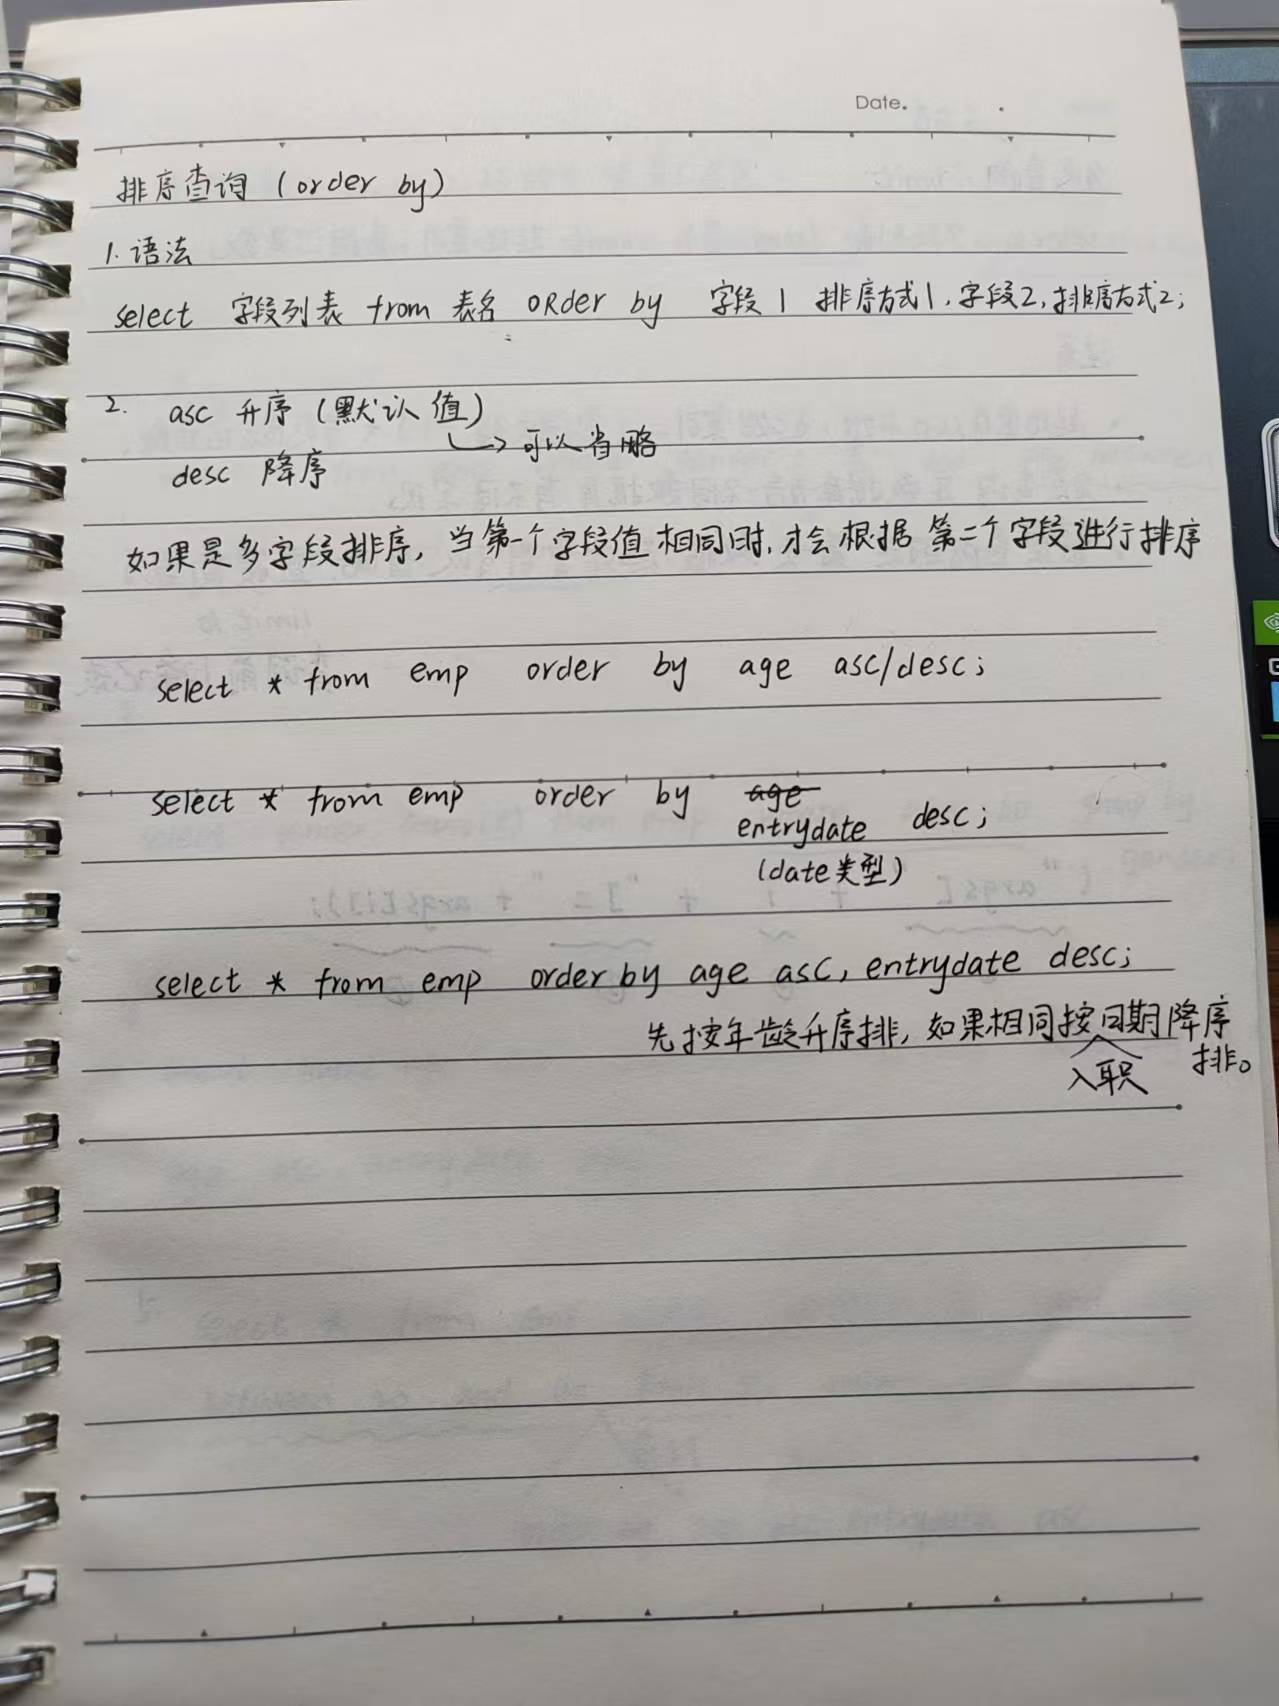 Date.
排序查询 (order by)
1. 语法
select 字段列表 from 表名 ORder by 字段1 排序方式1, 字段2, 排序方式2;
2. asc 升序 (默认值)
↳ 可以省略
desc 降序
如果是多字段排序, 当第一个字段值相同时, 才会根据第二个字段进行排序
select * from emp order by age asc/desc;
select * from emp order by age
entrydate desc;
(date类型)
select * from emp order by age asc, entrydate desc;
先按年龄升序排, 如果相同按日期降序
入职
排。